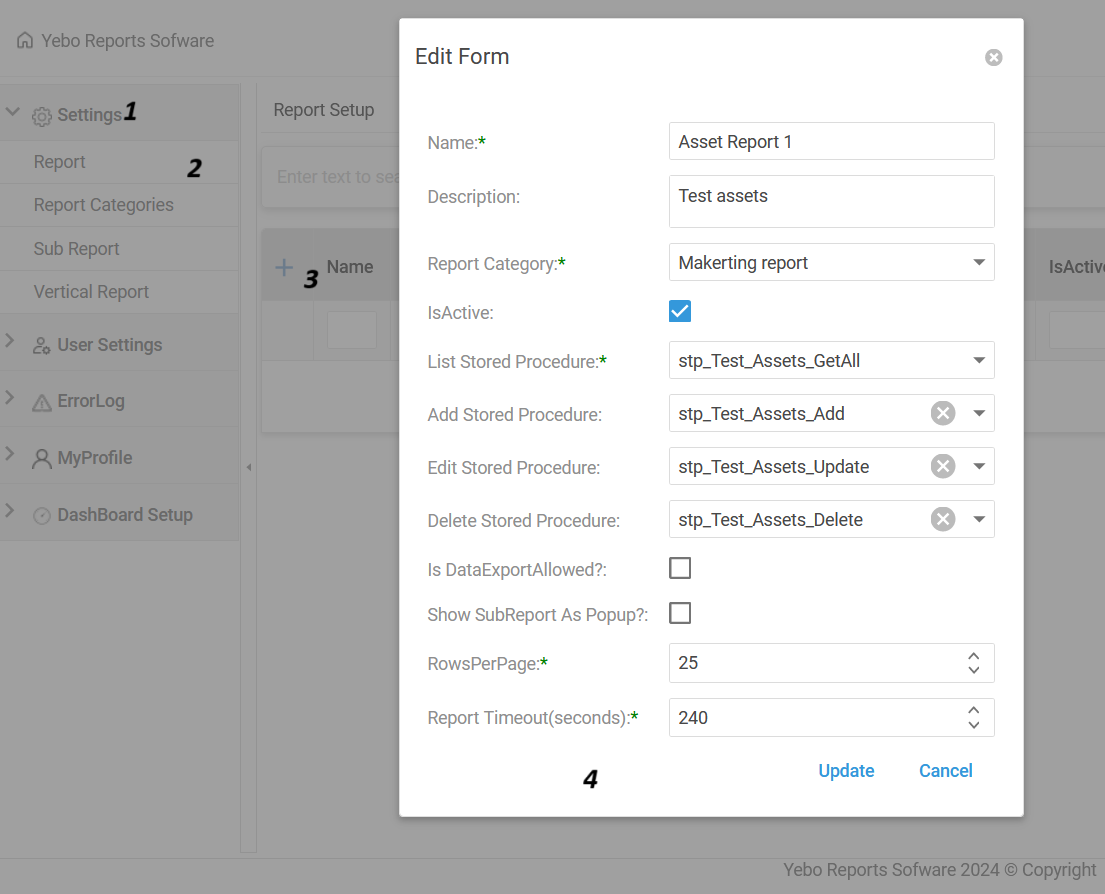 Yebo Reports Sofware
Edit Form
Settings 1
Report Setup
Name:* Asset Report 1
Report 2
Enter text to sea
Description: Test assets
Report Categories
Sub Report
Report Category:* Makerting report
+ 3 Name
IsActive
Vertical Report
IsActive:
User Settings
List Stored Procedure:* stp_Test_Assets_GetAll
ErrorLog
Add Stored Procedure: stp_Test_Assets_Add
MyProfile
Edit Stored Procedure: stp_Test_Assets_Update
DashBoard Setup
Delete Stored Procedure: stp_Test_Assets_Delete
Is DataExportAllowed?:
Show SubReport As Popup?:
RowsPerPage:* 25
Report Timeout(seconds):* 240
4
Update Cancel
Yebo Reports Sofware 2024 © Copyright